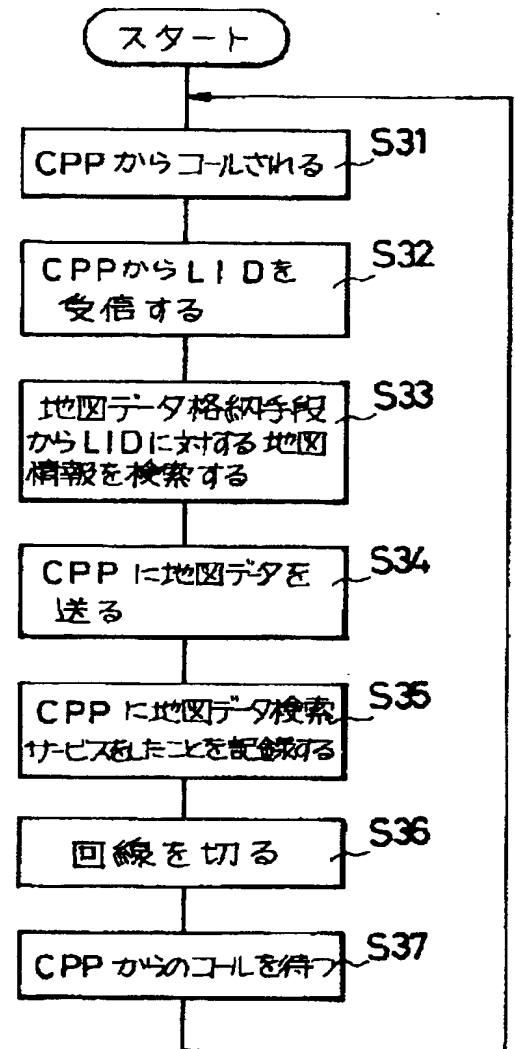 スタート
CPPからコールされる
S31
CPPからLIDを
受信する
S32
地図データ格納手段
からLIDに対する地図
情報を検索する
S33
CPPに地図データを
送る
S34
CPPに地図データ検索
サービスをしたことを記録する
S35
回線を切る
S36
CPPからのコールを待つ
S37